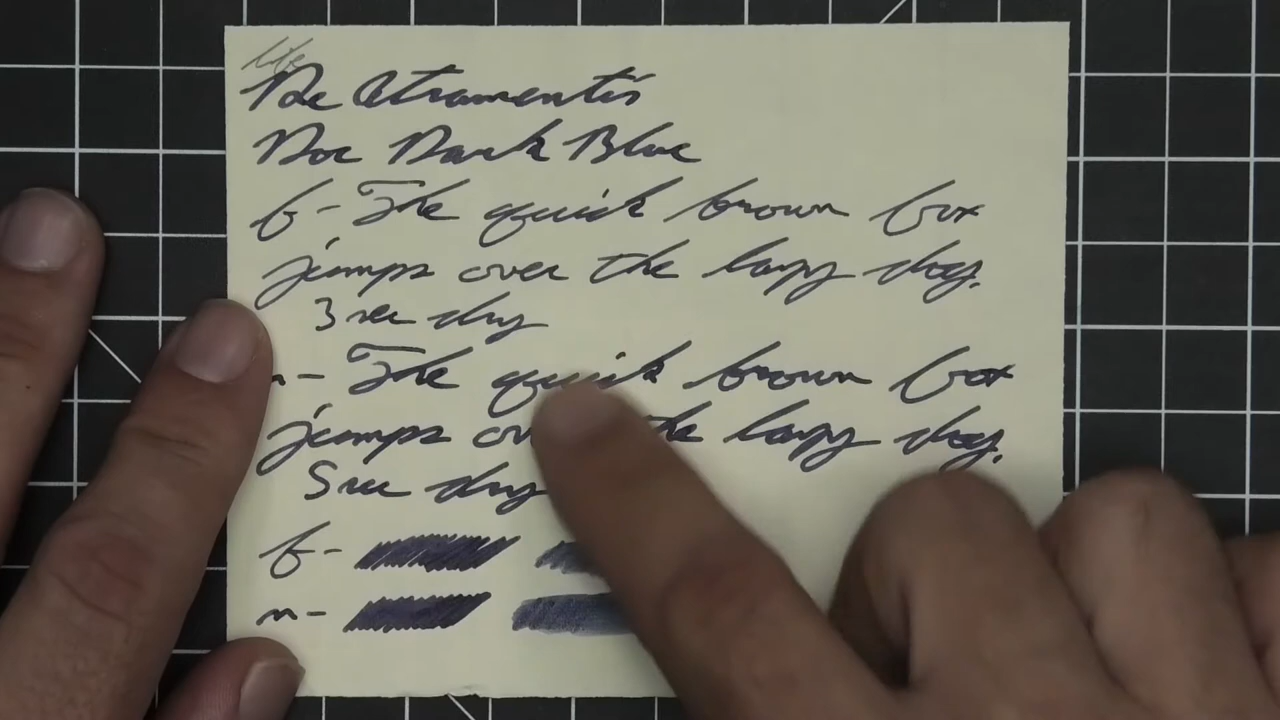 life
De Atramentis
Doc Dark Blue
f- The quick brown fox
jumps over the lazy dog.
3 sec dry
m- The quick brown fox
jumps the lazy dog.
5 sec dry
f-
m-